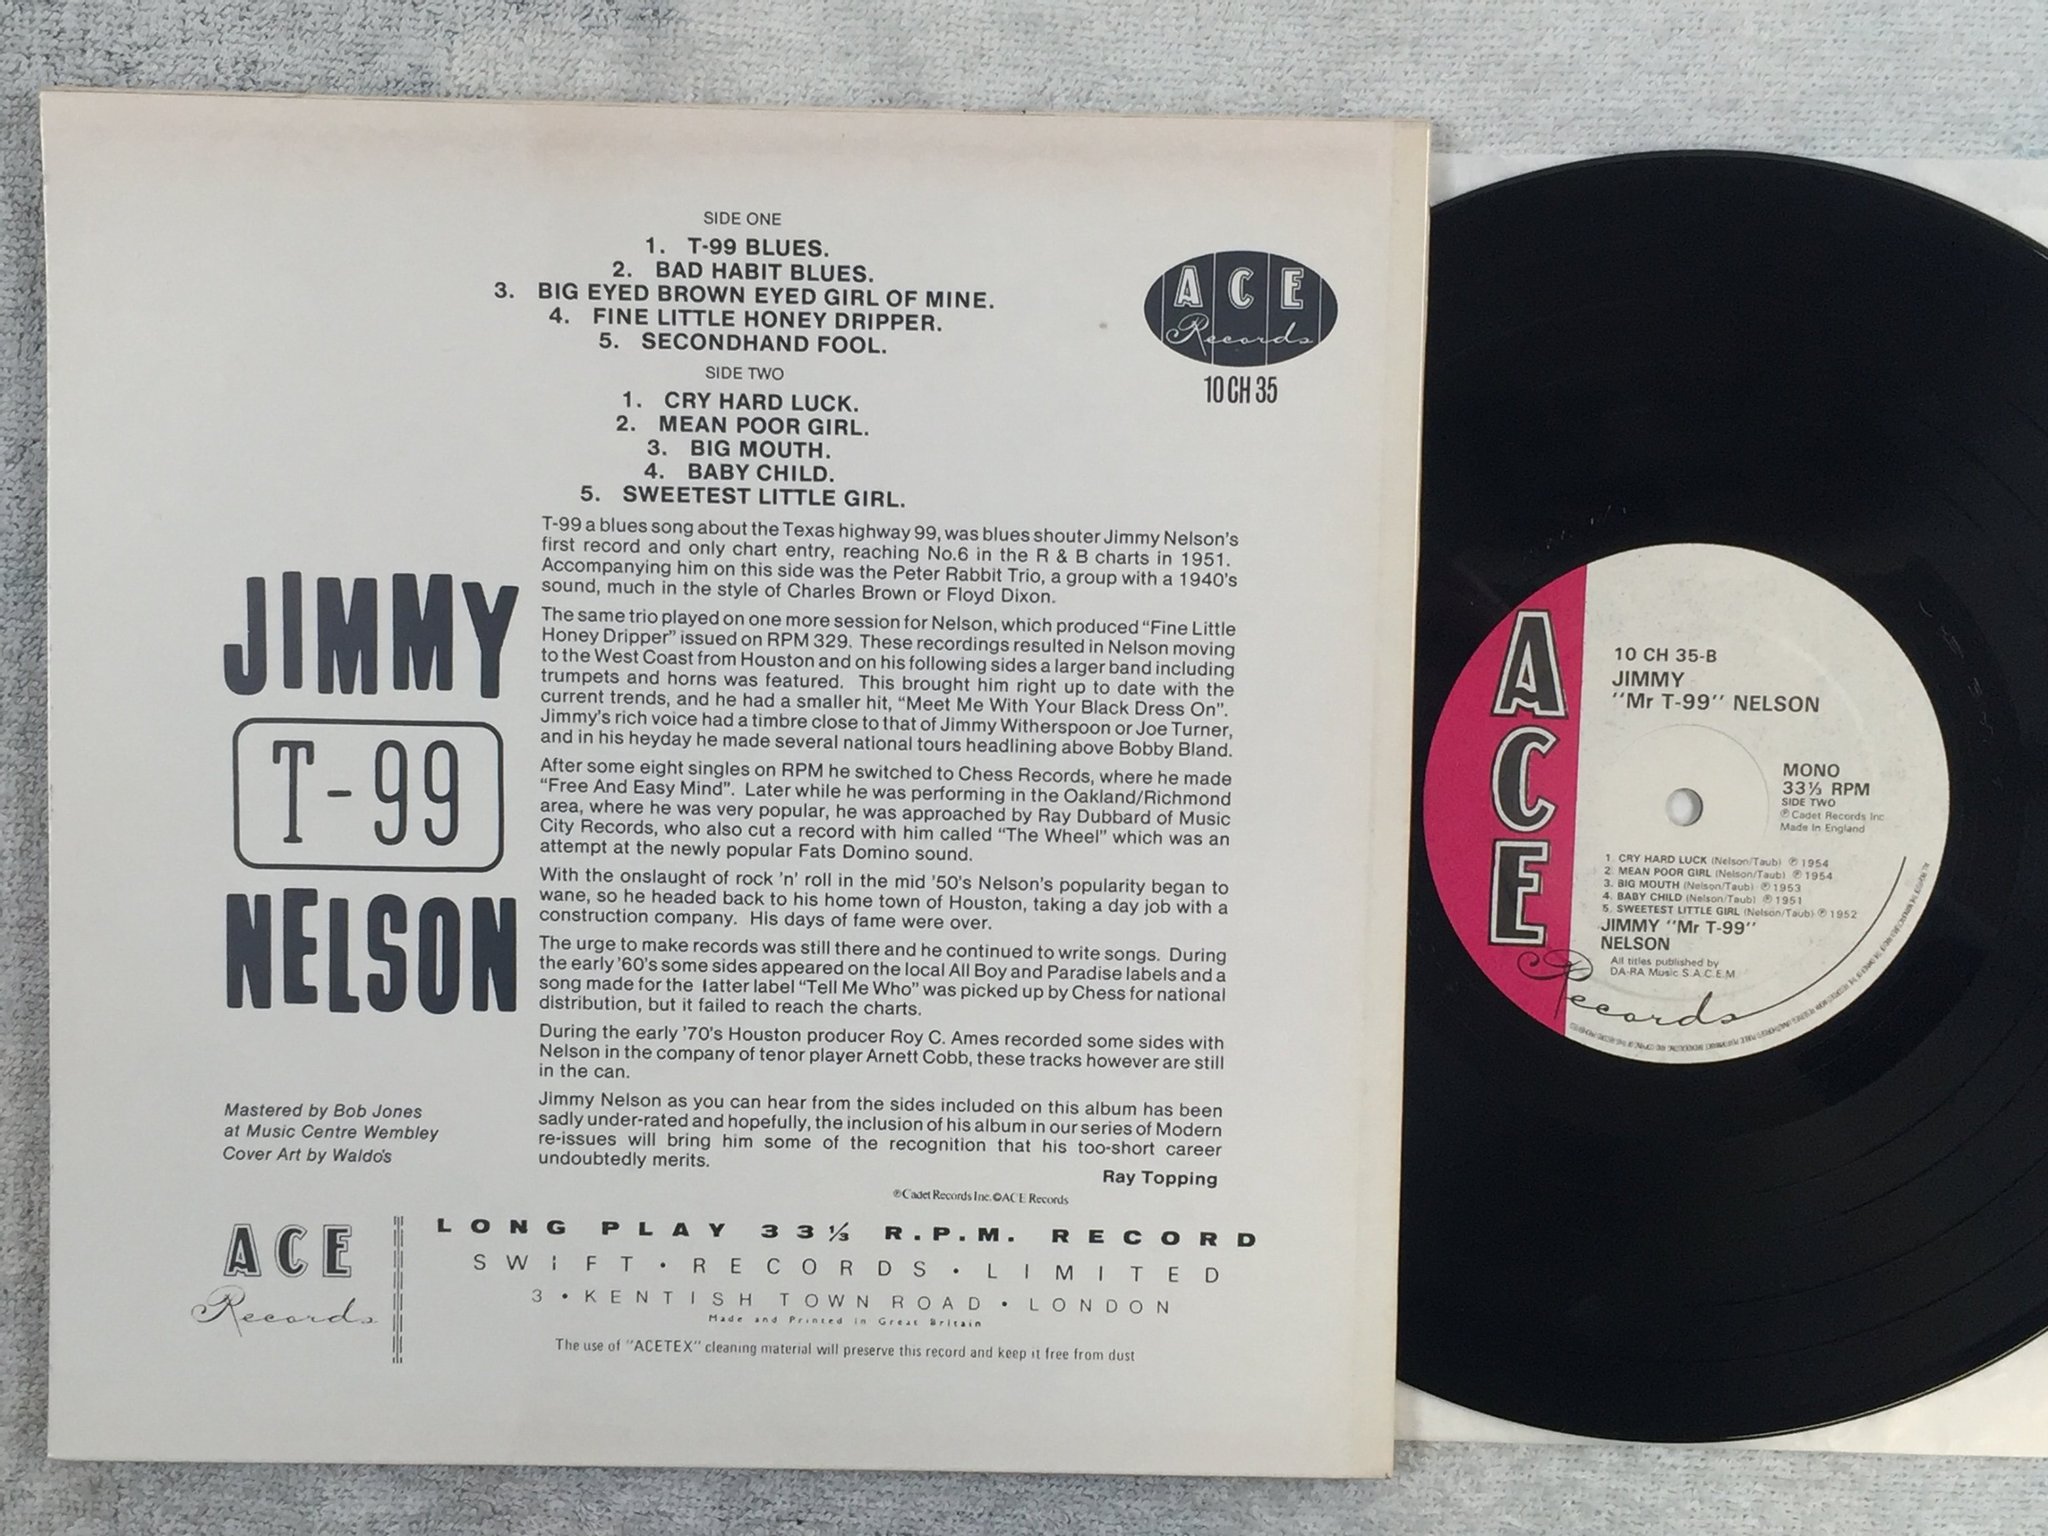 SIDE ONE
1. T-99 BLUES.
2. BAD HABIT BLUES.
3. BIG EYED BROWN EYED GIRL OF MINE.
4. FINE LITTLE HONEY DRIPPER.
5. SECONDHAND FOOL.
SIDE TWO
1. CRY HARD LUCK.
2. MEAN POOR GIRL.
3. BIG MOUTH.
4. BABY CHILD.
5. SWEETEST LITTLE GIRL.
ACE
Records
10 CH 35
JIMMY
T-99
NELSON
T-99 a blues song about the Texas highway 99, was blues shouter Jimmy Nelson's
first record and only chart entry, reaching No.6 in the R & B charts in 1951.
Accompanying him on this side was the Peter Rabbit Trio, a group with a 1940's
sound, much in the style of Charles Brown or Floyd Dixon.
The same trio played on one more session for Nelson, which produced "Fine Little
Honey Dripper" issued on RPM 329. These recordings resulted in Nelson moving
to the West Coast from Houston and on his following sides a larger band including
trumpets and horns was featured. This brought him right up to date with the
current trends, and he had a smaller hit, "Meet Me With Your Black Dress On".
Jimmy's rich voice had a timbre close to that of Jimmy Witherspoon or Joe Turner,
and in his heyday he made several national tours headlining above Bobby Bland.
After some eight singles on RPM he switched to Chess Records, where he made
"Free And Easy Mind". Later while he was performing in the Oakland/Richmond
area, where he was very popular, he was approached by Ray Dubbard of Music
City Records, who also cut a record with him called "The Wheel" which was an
attempt at the newly popular Fats Domino sound.
With the onslaught of rock 'n' roll in the mid '50's Nelson's popularity began to
wane, so he headed back to his home town of Houston, taking a day job with a
construction company. His days of fame were over.
The urge to make records was still there and he continued to write songs. During
the early '60's some sides appeared on the local All Boy and Paradise labels and a
song made for the latter label "Tell Me Who" was picked up by Chess for national
distribution, but it failed to reach the charts.
During the early '70's Houston producer Roy C. Ames recorded some sides with
Nelson in the company of tenor player Arnett Cobb, these tracks however are still
in the can.
Jimmy Nelson as you can hear from the sides included on this album has been
sadly under-rated and hopefully, the inclusion of his album in our series of Modern
re-issues will bring him some of the recognition that his too-short career
undoubtedly merits.
Ray Topping
℗Cadet Records Inc. ©ACE Records
Mastered by Bob Jones
at Music Centre Wembley
Cover Art by Waldo's
ACE
Records
LONG PLAY 33⅓ R.P.M. RECORD
SWIFT • RECORDS • LIMITED
3 • KENTISH TOWN ROAD • LONDON
Made and Printed in Great Britain
The use of "ACETEX" cleaning material will preserve this record and keep it free from dust
ACE
Records
10 CH 35-B
JIMMY
"Mr T-99" NELSON
MONO
33⅓ RPM
SIDE TWO
℗ Cadet Records Inc
Made in England
1 CRY HARD LUCK (Nelson/Taub) ℗ 1954
2 MEAN POOR GIRL (Nelson/Taub) ℗ 1954
3. BIG MOUTH (Nelson/Taub) ℗ 1953
4. BABY CHILD (Nelson/Taub) ℗ 1951
5. SWEETEST LITTLE GIRL (Nelson/Taub) ℗ 1952
JIMMY "Mr T-99"
NELSON
All titles published by
DA-RA Music S.A.C.E.M